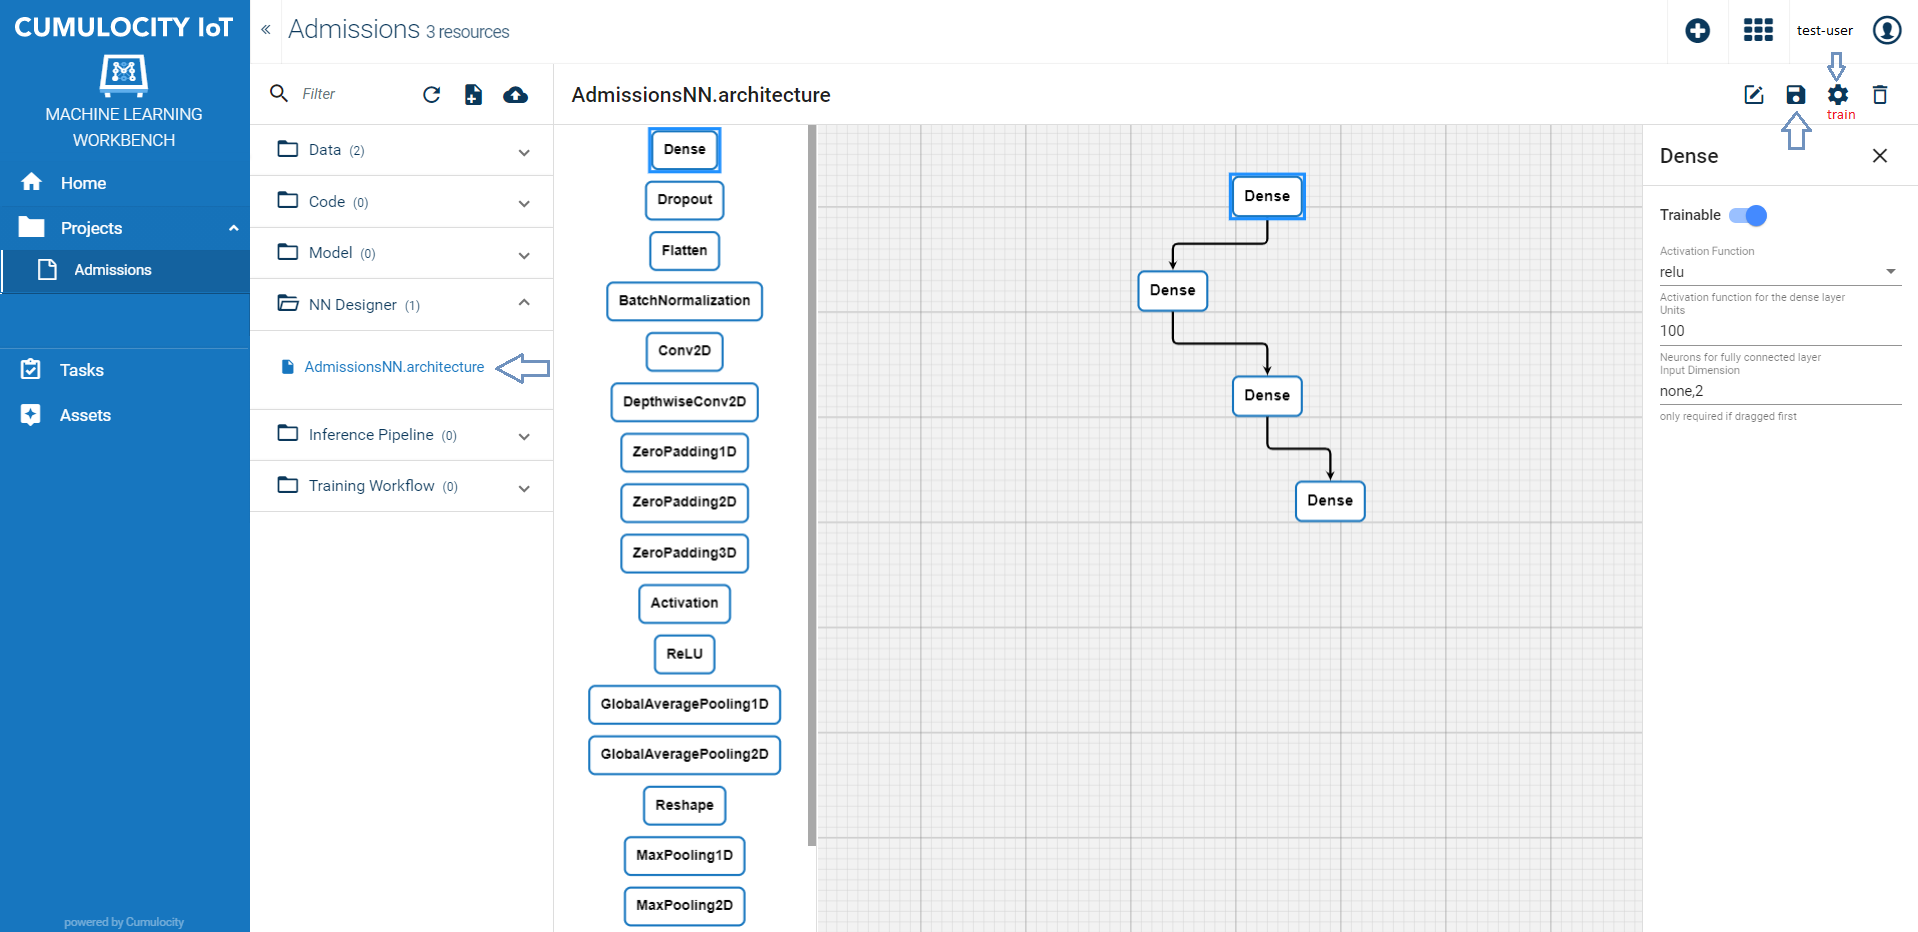 CUMULOCITY IoT
MACHINE LEARNING
WORKBENCH
Home
Projects
Admissions
Tasks
Assets
powered by Cumulocity
« Admissions 3 resources
test-user
Filter
Data (2)
Code (0)
Model (0)
NN Designer (1)
AdmissionsNN.architecture
Inference Pipeline (0)
Training Workflow (0)
AdmissionsNN.architecture
train
Dense
Dropout
Flatten
BatchNormalization
Conv2D
DepthwiseConv2D
ZeroPadding1D
ZeroPadding2D
ZeroPadding3D
Activation
ReLU
GlobalAveragePooling1D
GlobalAveragePooling2D
Reshape
MaxPooling1D
MaxPooling2D
Dense
Dense
Dense
Dense
Dense
Trainable
Activation Function
relu
Activation function for the dense layer
Units
100
Neurons for fully connected layer
Input Dimension
none,2
only required if dragged first